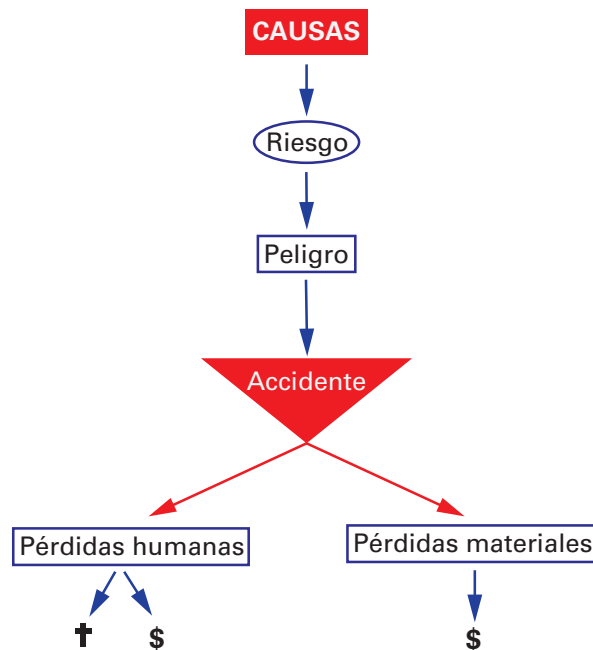 CAUSAS
Riesgo
Peligro
Accidente
Pérdidas humanas
Pérdidas materiales
✝ $
$